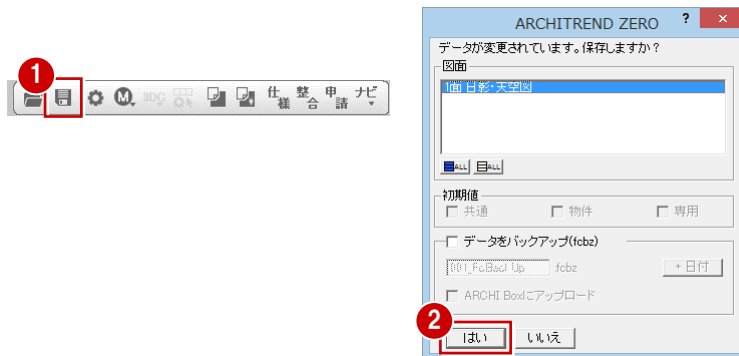 1
M
3DC
仕様
整合
申請
ナビ
ARCHITREND ZERO
? ×
データが変更されています。保存しますか?
図面
1面 日影・天空図
ALL ALL
初期値
共通 物件 専用
データをバックアップ(fcbz)
001_FcBacl Up fcbz +日付
ARCHI Boxにアップロード
2
はい いいえ